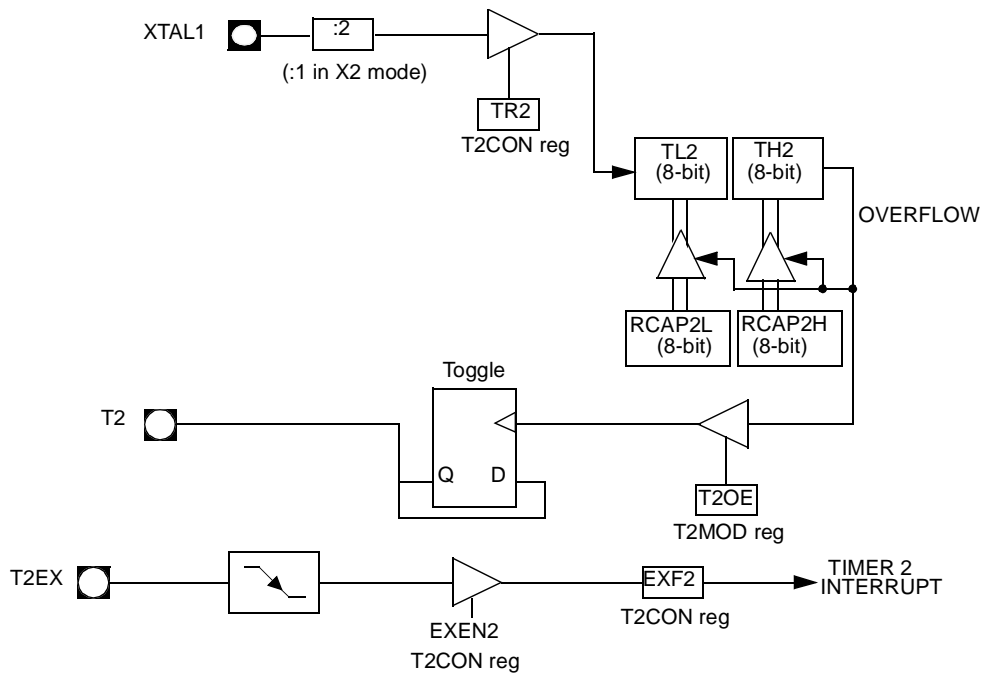 XTAL1
:2
(:1 in X2 mode)
TR2
T2CON reg
TL2
(8-bit)
TH2
(8-bit)
OVERFLOW
RCAP2L
(8-bit)
RCAP2H
(8-bit)
Toggle
T2
Q
D
T2OE
T2MOD reg
T2EX
EXEN2
T2CON reg
EXF2
T2CON reg
TIMER 2
INTERRUPT